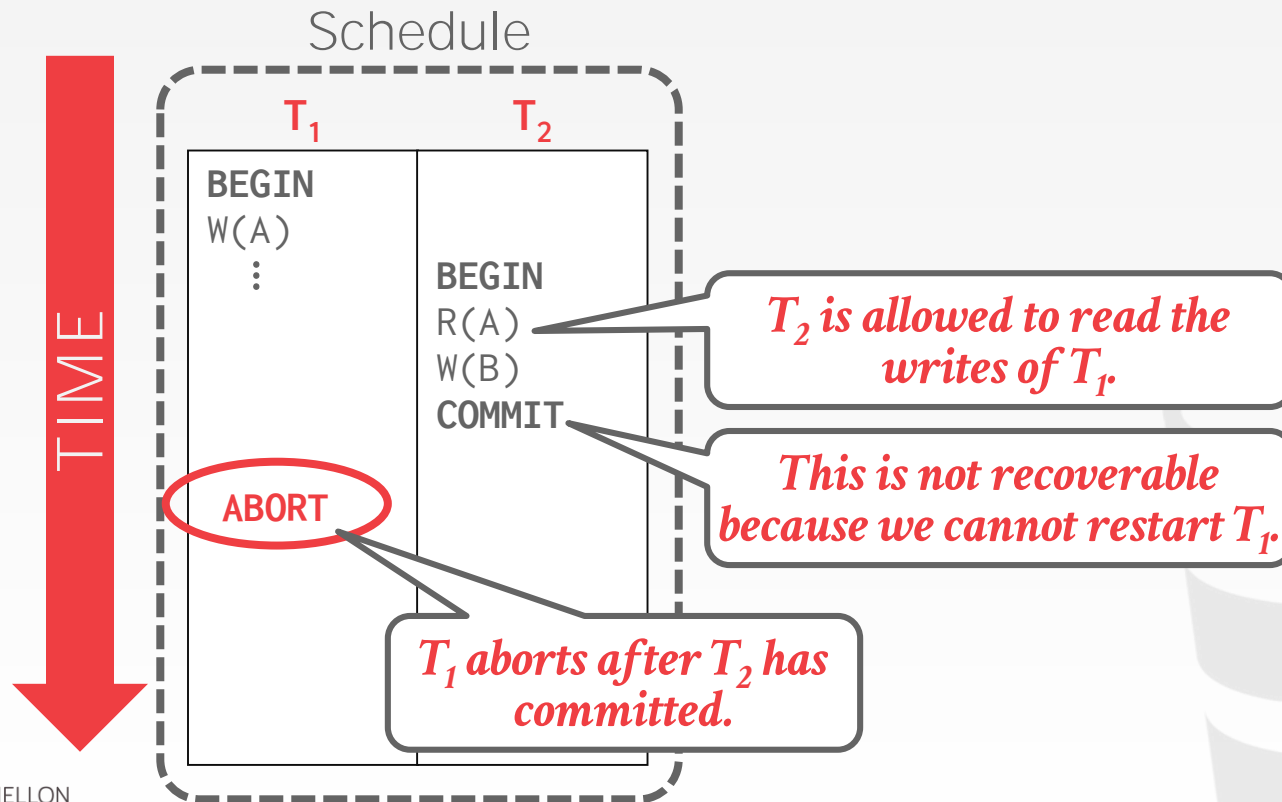 Schedule
TIME
T₁ T₂
BEGIN
W(A)
⋮
BEGIN
R(A)
W(B)
COMMIT
ABORT
T₂ is allowed to read the
writes of T₁.
This is not recoverable
because we cannot restart T₁.
T₁ aborts after T₂ has
committed.
ELLON